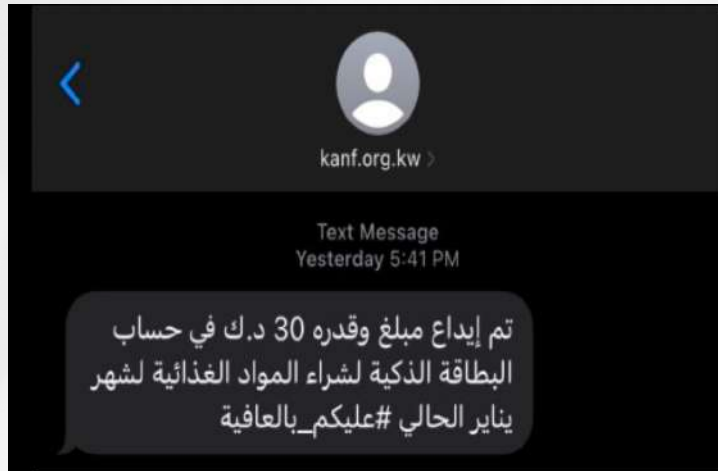 kanf.org.kw
Text Message
Yesterday 5:41 PM
تم إيداع مبلغ وقدره 30 د.ك في حساب
البطاقة الذكية لشراء المواد الغذائية لشهر
يناير الحالي #عليكم_بالعافية